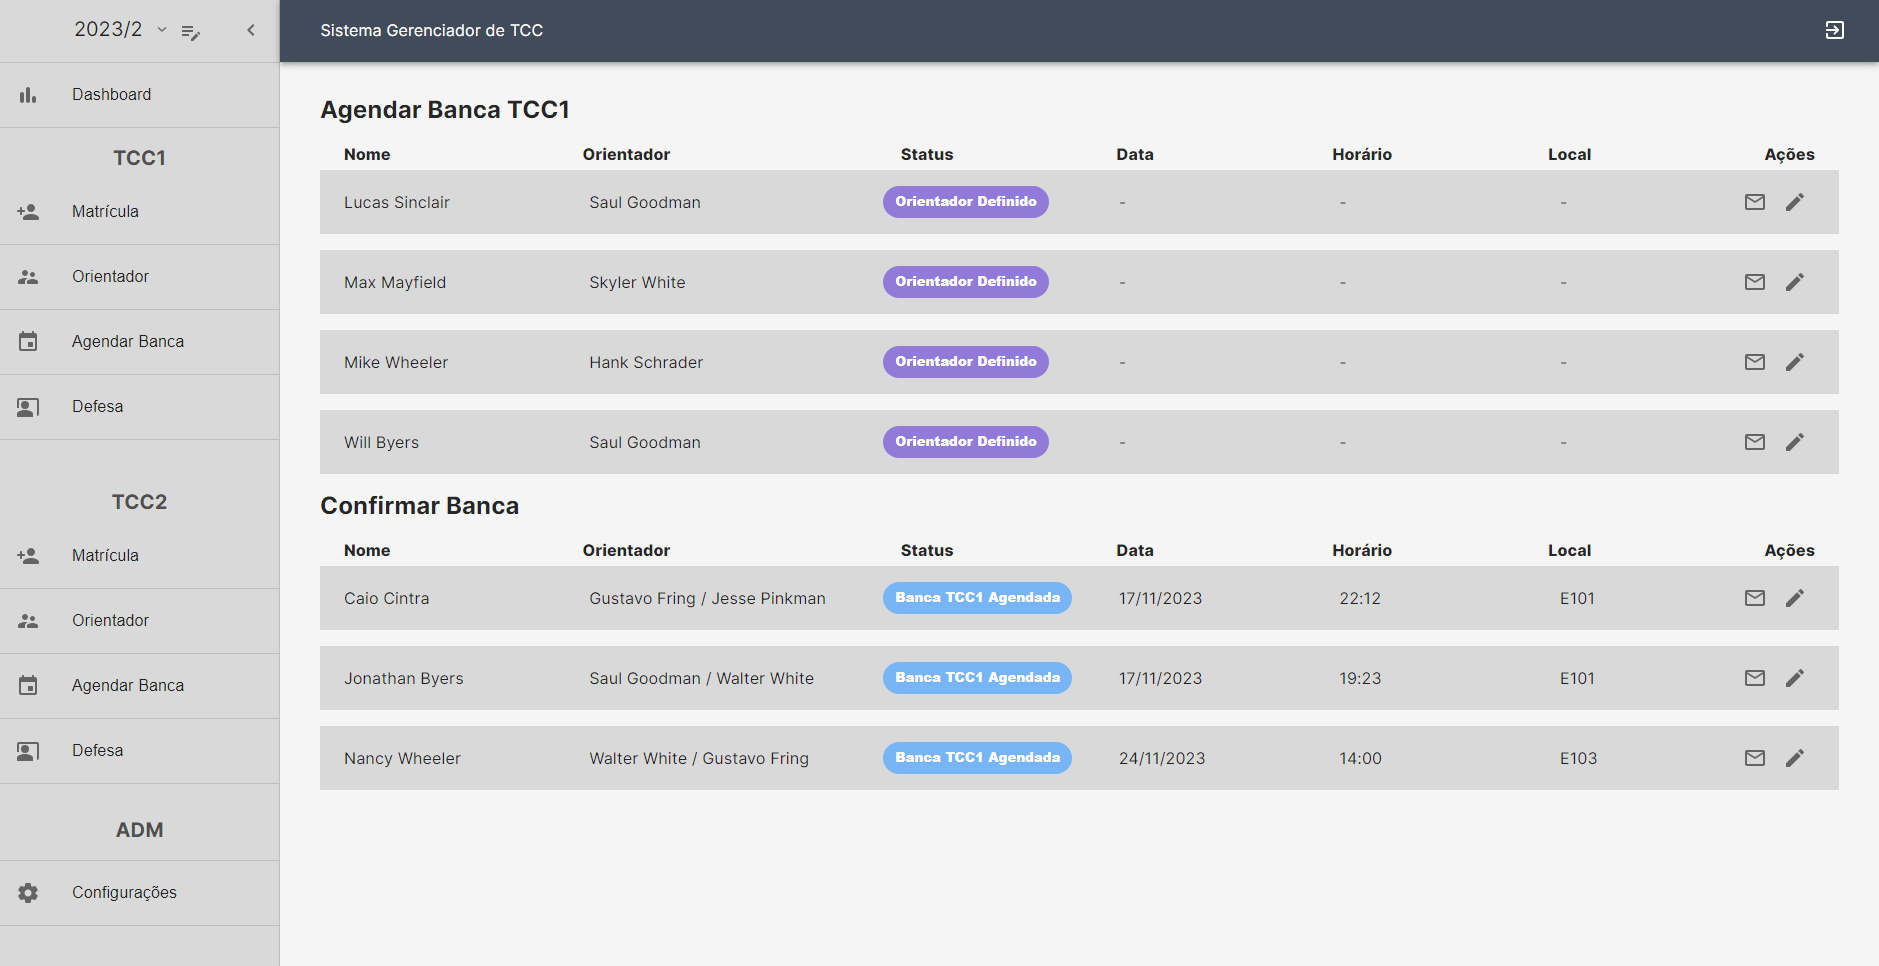 2023/2
Sistema Gerenciador de TCC
Dashboard
TCC1
Matrícula
Orientador
Agendar Banca
Defesa
TCC2
Matrícula
Orientador
Agendar Banca
Defesa
ADM
Configurações
Agendar Banca TCC1
Nome Orientador Status Data Horário Local Ações
Lucas Sinclair Saul Goodman Orientador Definido - - -
Max Mayfield Skyler White Orientador Definido - - -
Mike Wheeler Hank Schrader Orientador Definido - - -
Will Byers Saul Goodman Orientador Definido - - -
Confirmar Banca
Nome Orientador Status Data Horário Local Ações
Caio Cintra Gustavo Fring / Jesse Pinkman Banca TCC1 Agendada 17/11/2023 22:12 E101
Jonathan Byers Saul Goodman / Walter White Banca TCC1 Agendada 17/11/2023 19:23 E101
Nancy Wheeler Walter White / Gustavo Fring Banca TCC1 Agendada 24/11/2023 14:00 E103